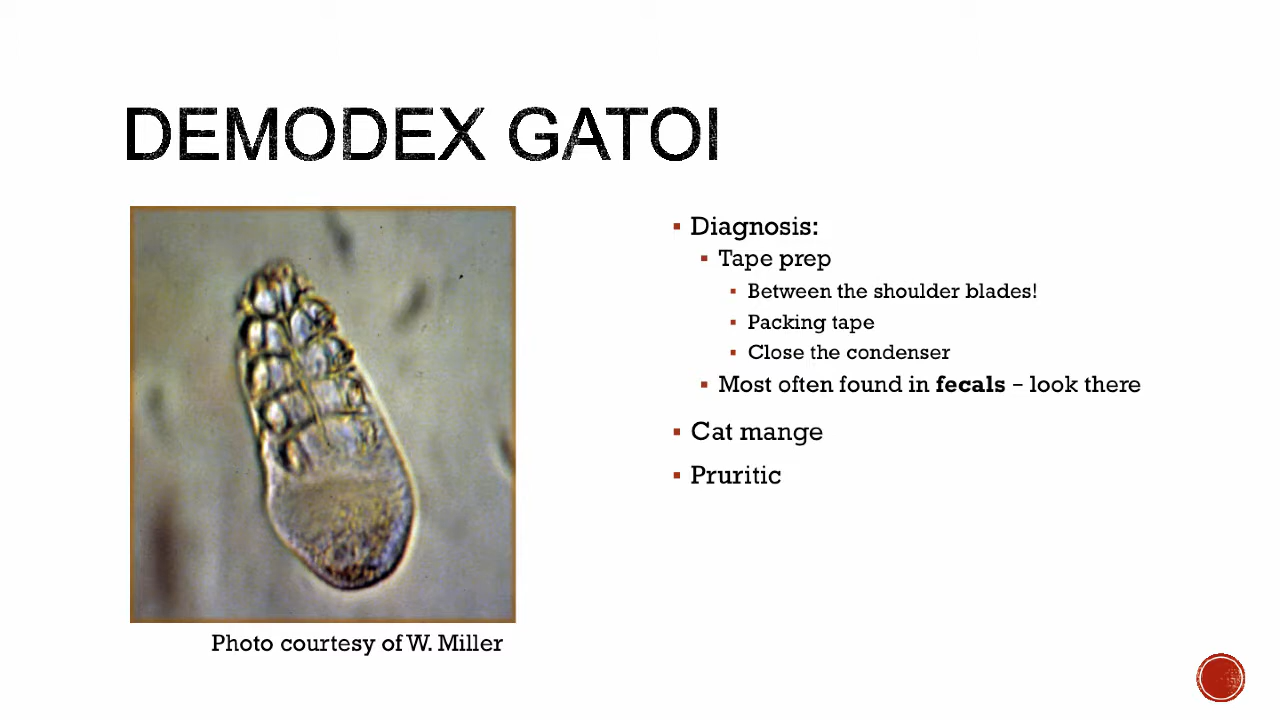 DEMODEX GATOI
Diagnosis:
Tape prep
Between the shoulder blades!
Packing tape
Close the condenser
Most often found in fecals – look there
Cat mange
Pruritic
Photo courtesy of W. Miller